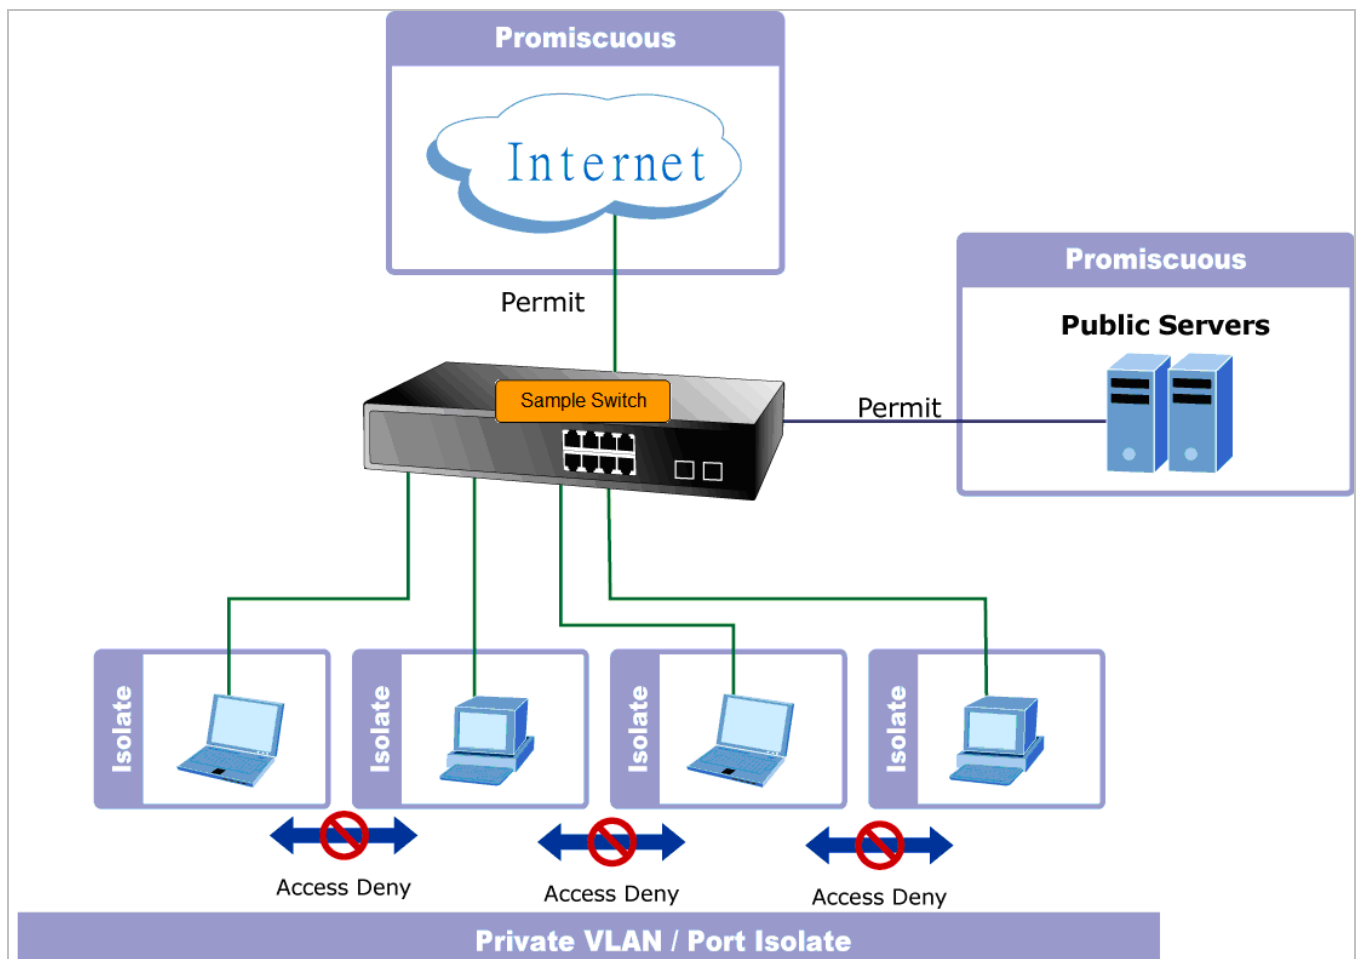 Promiscuous
Internet
Permit
Promiscuous
Public Servers
Sample Switch
Permit
Isolate
Isolate
Isolate
Isolate
Access Deny
Access Deny
Access Deny
Private VLAN / Port Isolate